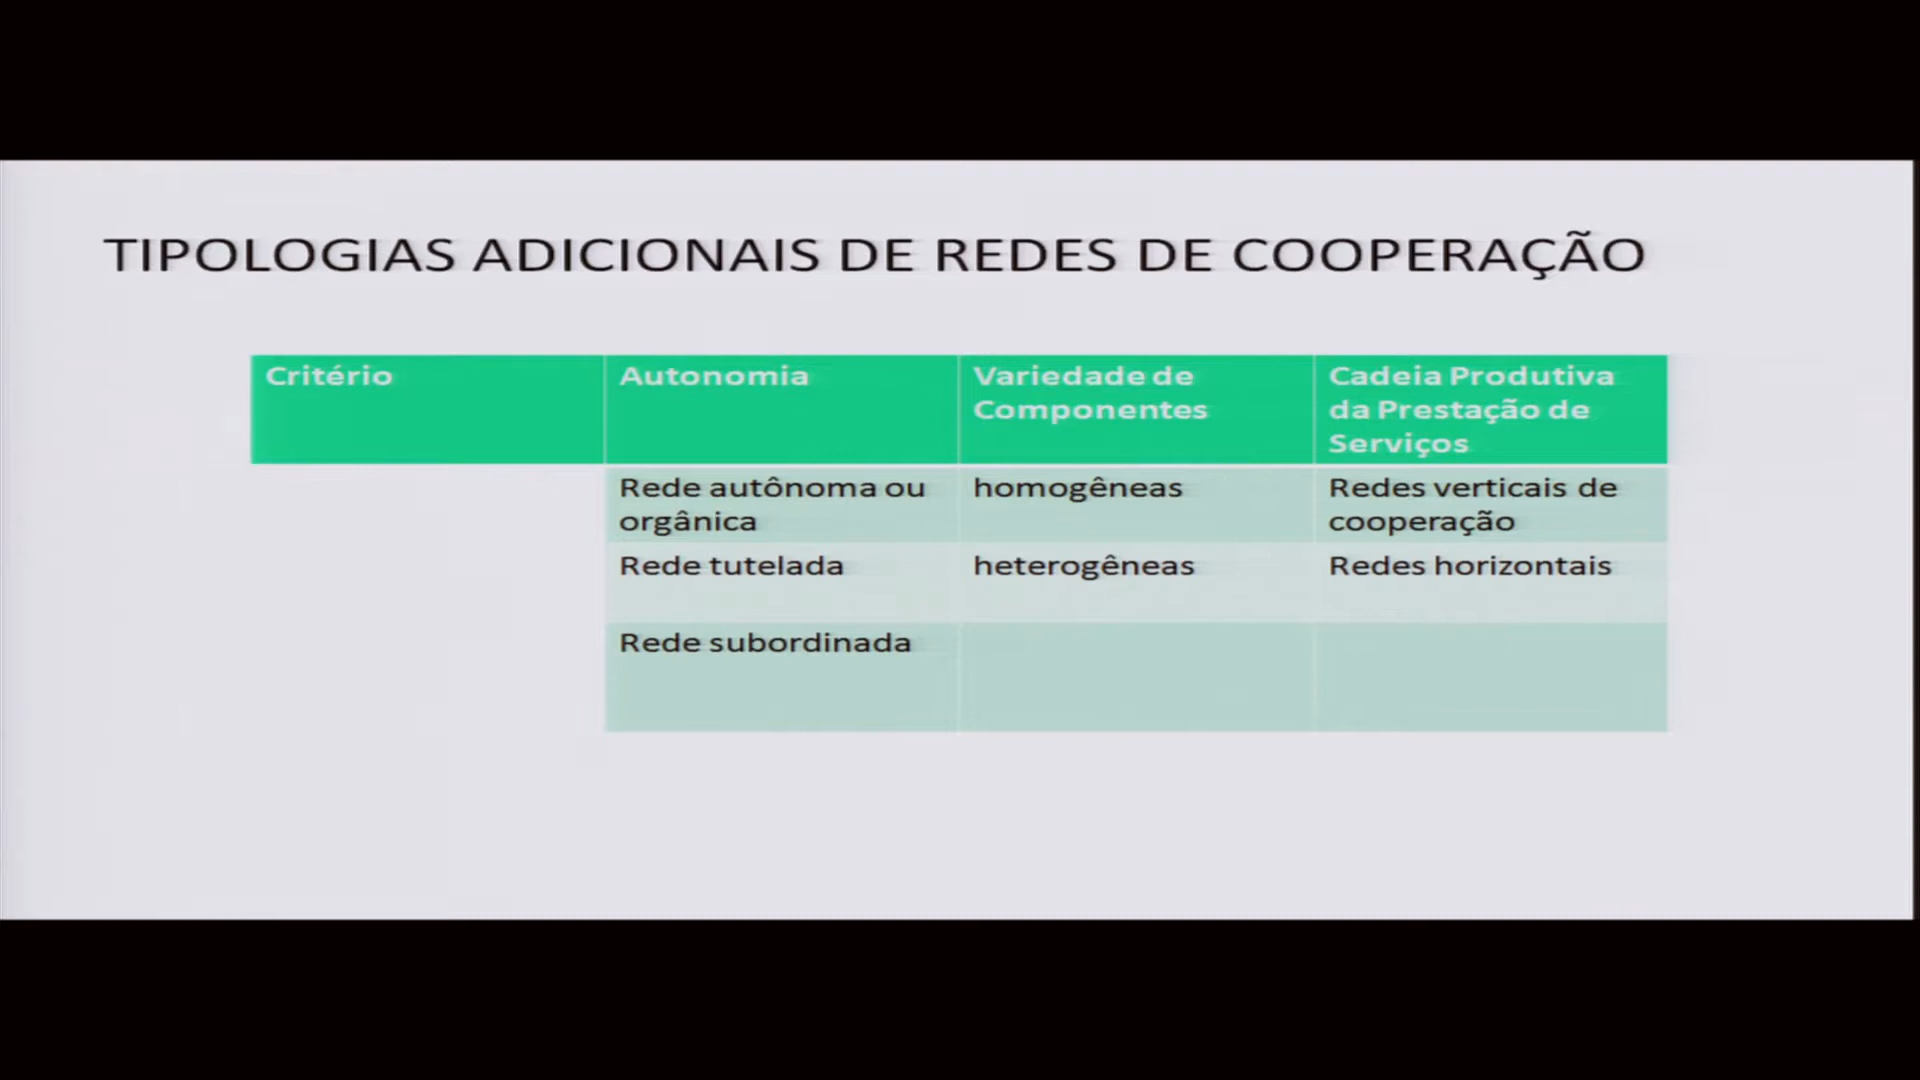 TIPOLOGIAS ADICIONAIS DE REDES DE COOPERAÇÃO
Critério
Autonomia
Variedade de
Componentes
Cadeia Produtiva
da Prestação de
Serviços
Rede autônoma ou
orgânica
homogêneas
Redes verticais de
cooperação
Rede tutelada
heterogêneas
Redes horizontais
Rede subordinada